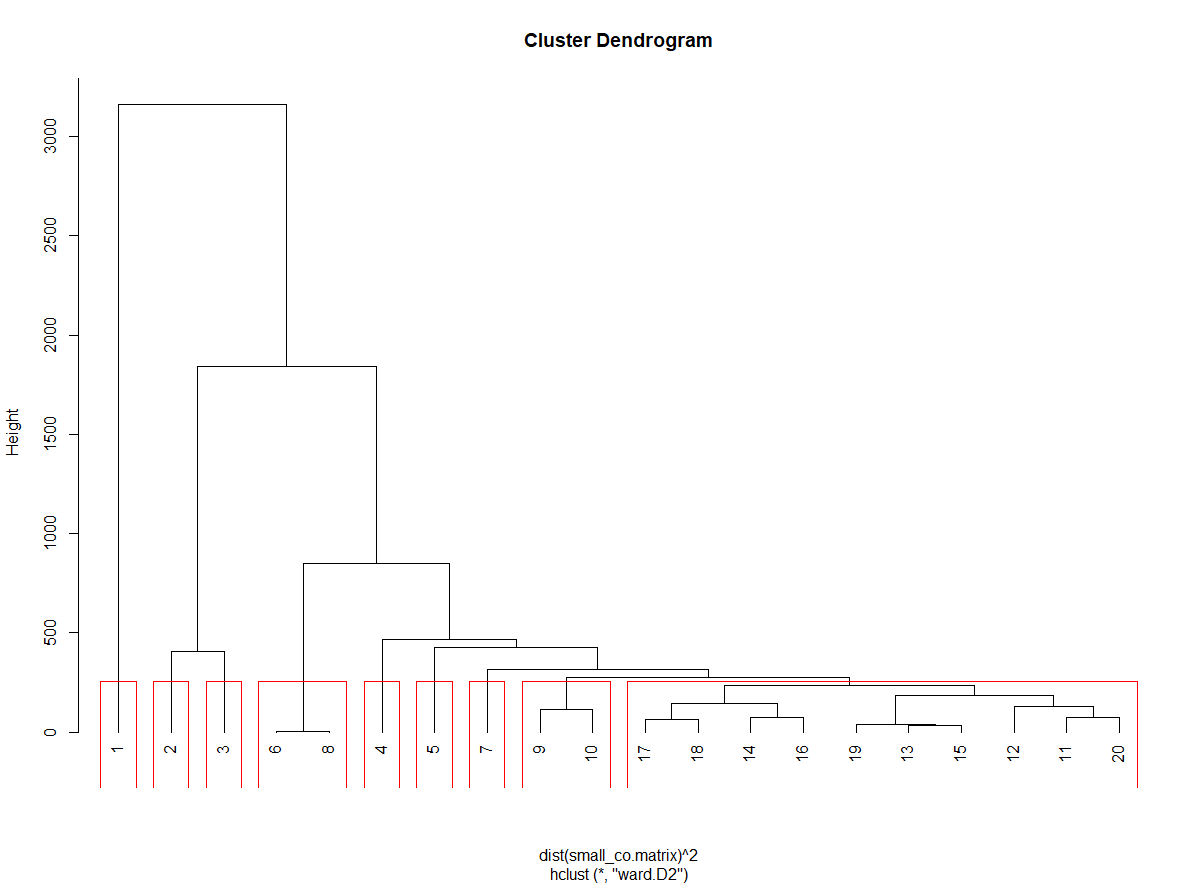 Cluster Dendrogram
Height
3000
2500
2000
1500
1000
500
0
1 2 3 6 8 4 5 7 9 10 17 18 14 16 19 13 15 12 11 20
dist(small_co.matrix)^2
hclust (*, "ward.D2")